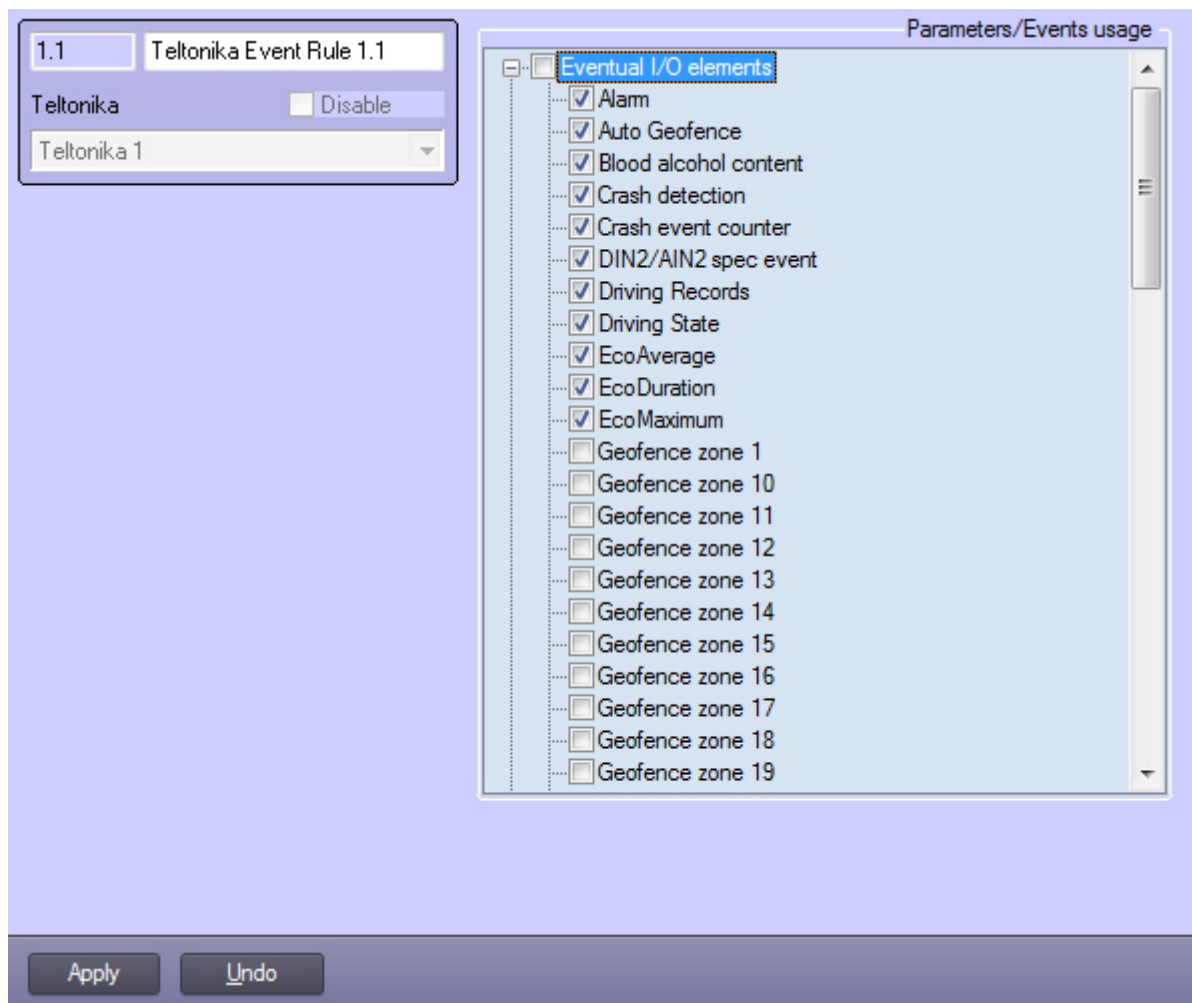 1.1 Teltonika Event Rule 1.1
Teltonika Disable
Teltonika 1
Parameters/Events usage
Eventual I/O elements
Alarm
Auto Geofence
Blood alcohol content
Crash detection
Crash event counter
DIN2/AIN2 spec event
Driving Records
Driving State
EcoAverage
EcoDuration
EcoMaximum
Geofence zone 1
Geofence zone 10
Geofence zone 11
Geofence zone 12
Geofence zone 13
Geofence zone 14
Geofence zone 15
Geofence zone 16
Geofence zone 17
Geofence zone 18
Geofence zone 19
Apply Undo